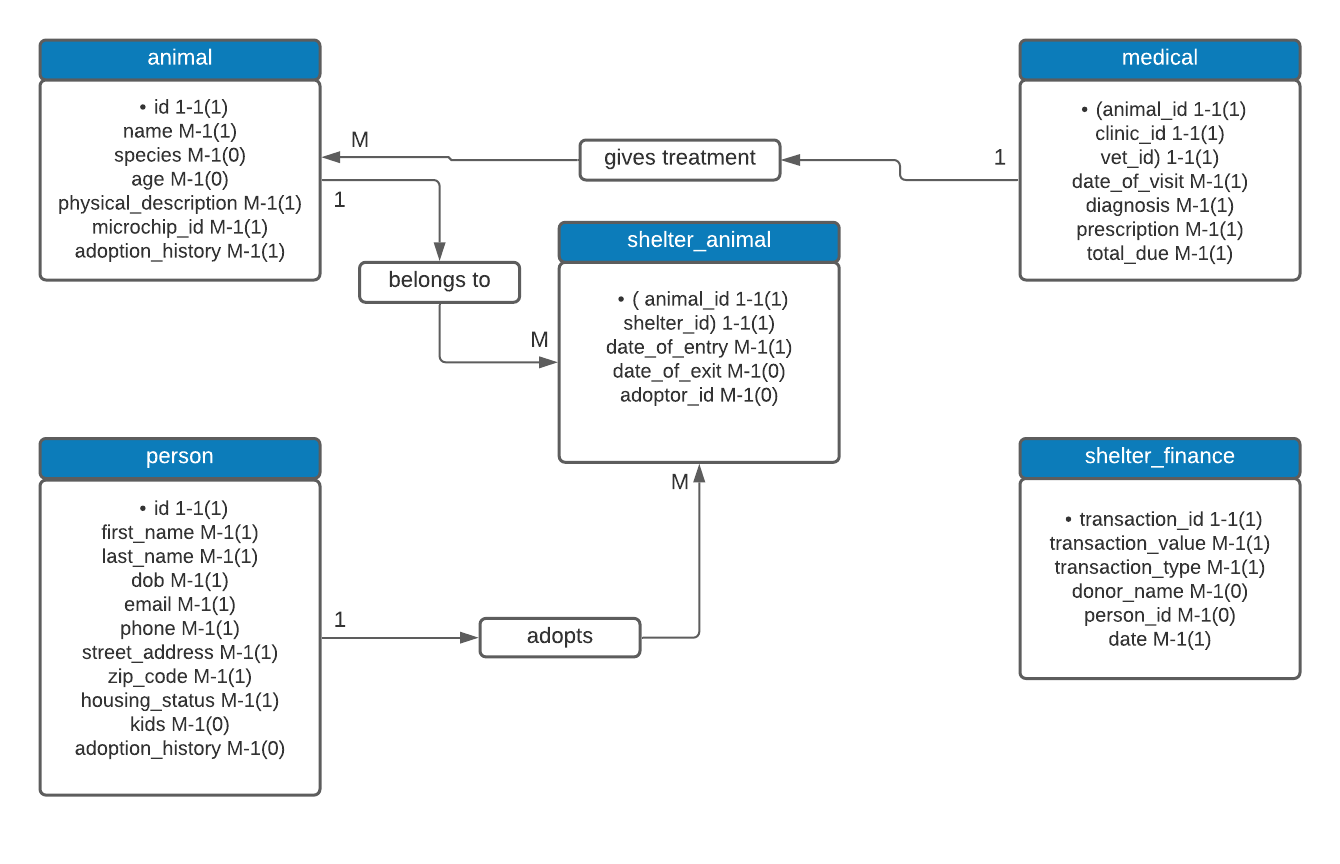 animal
• id 1-1(1)
name M-1(1)
species M-1(0)
age M-1(0)
physical_description M-1(1)
microchip_id M-1(1)
adoption_history M-1(1)
M
1
gives treatment
1
medical
• (animal_id 1-1(1)
clinic_id 1-1(1)
vet_id) 1-1(1)
date_of_visit M-1(1)
diagnosis M-1(1)
prescription M-1(1)
total_due M-1(1)
belongs to
M
shelter_animal
• ( animal_id 1-1(1)
shelter_id) 1-1(1)
date_of_entry M-1(1)
date_of_exit M-1(0)
adoptor_id M-1(0)
M
person
• id 1-1(1)
first_name M-1(1)
last_name M-1(1)
dob M-1(1)
email M-1(1)
phone M-1(1)
street_address M-1(1)
zip_code M-1(1)
housing_status M-1(1)
kids M-1(0)
adoption_history M-1(0)
1
adopts
shelter_finance
• transaction_id 1-1(1)
transaction_value M-1(1)
transaction_type M-1(1)
donor_name M-1(0)
person_id M-1(0)
date M-1(1)